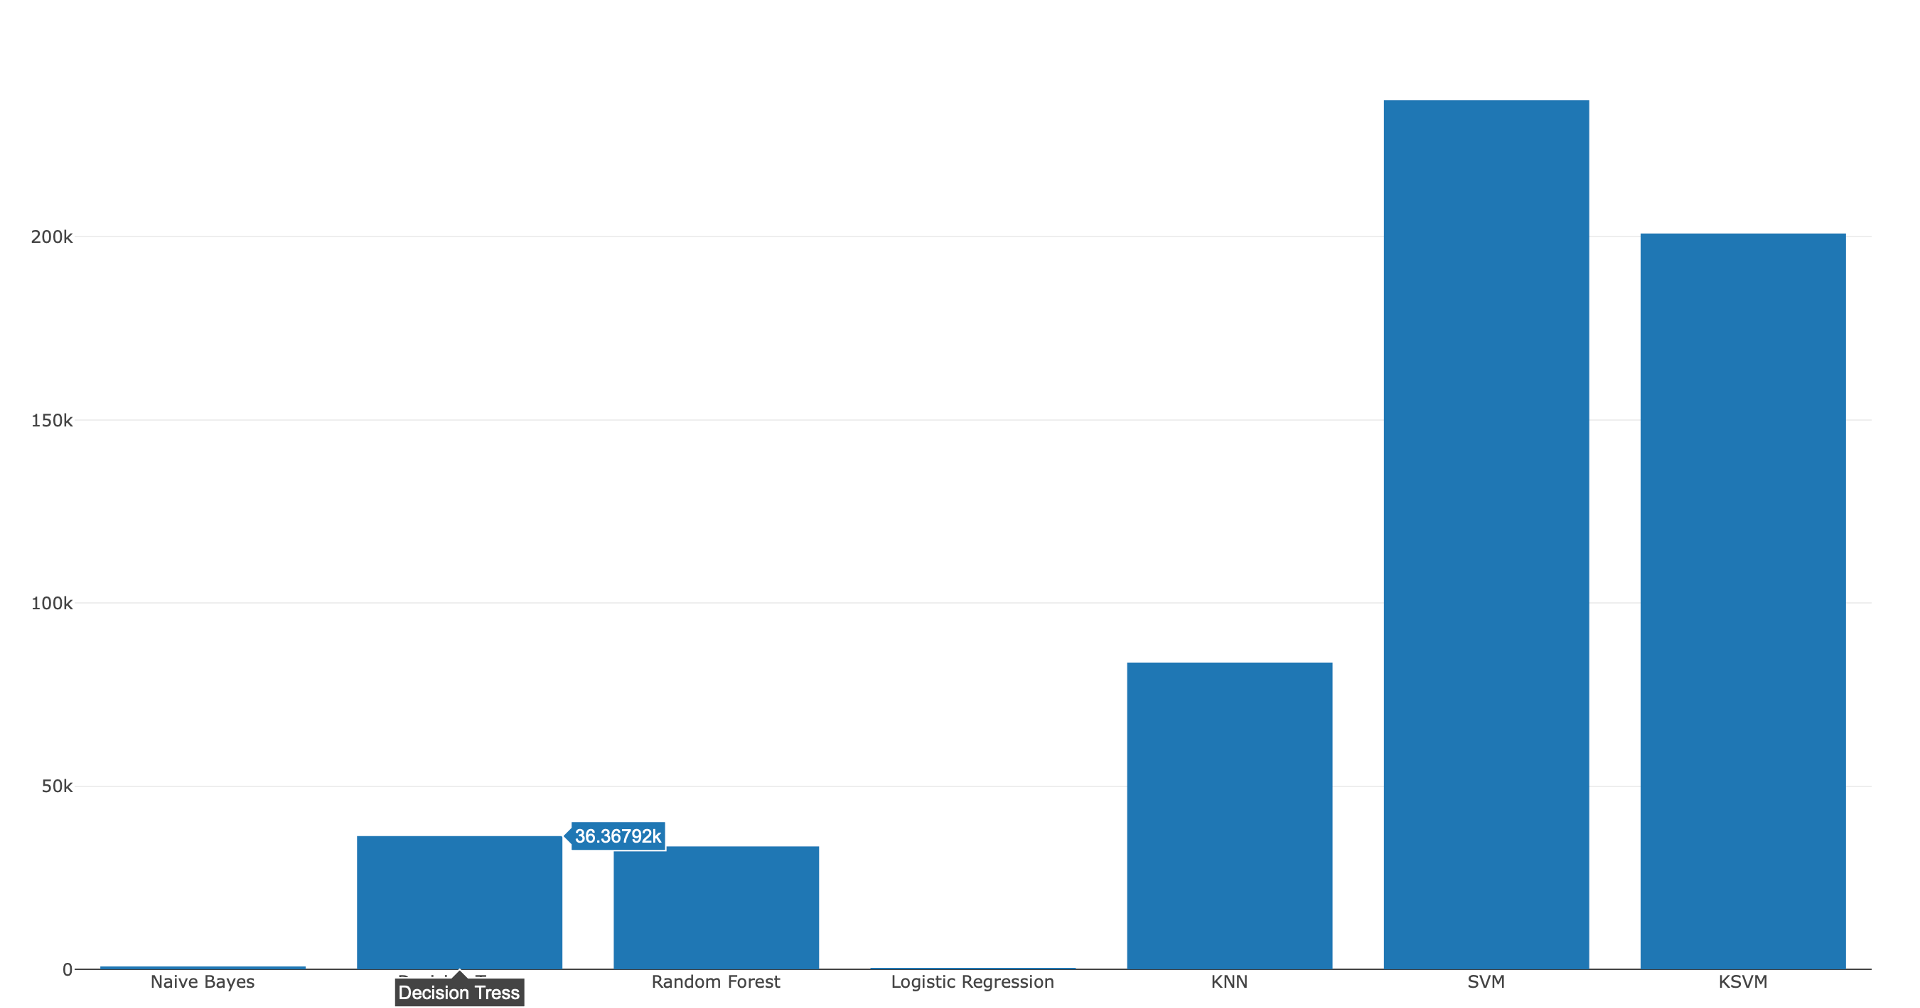 200k
150k
100k
50k
0
36.36792k
Naive Bayes
Decision Tress
Random Forest
Logistic Regression
KNN
SVM
KSVM